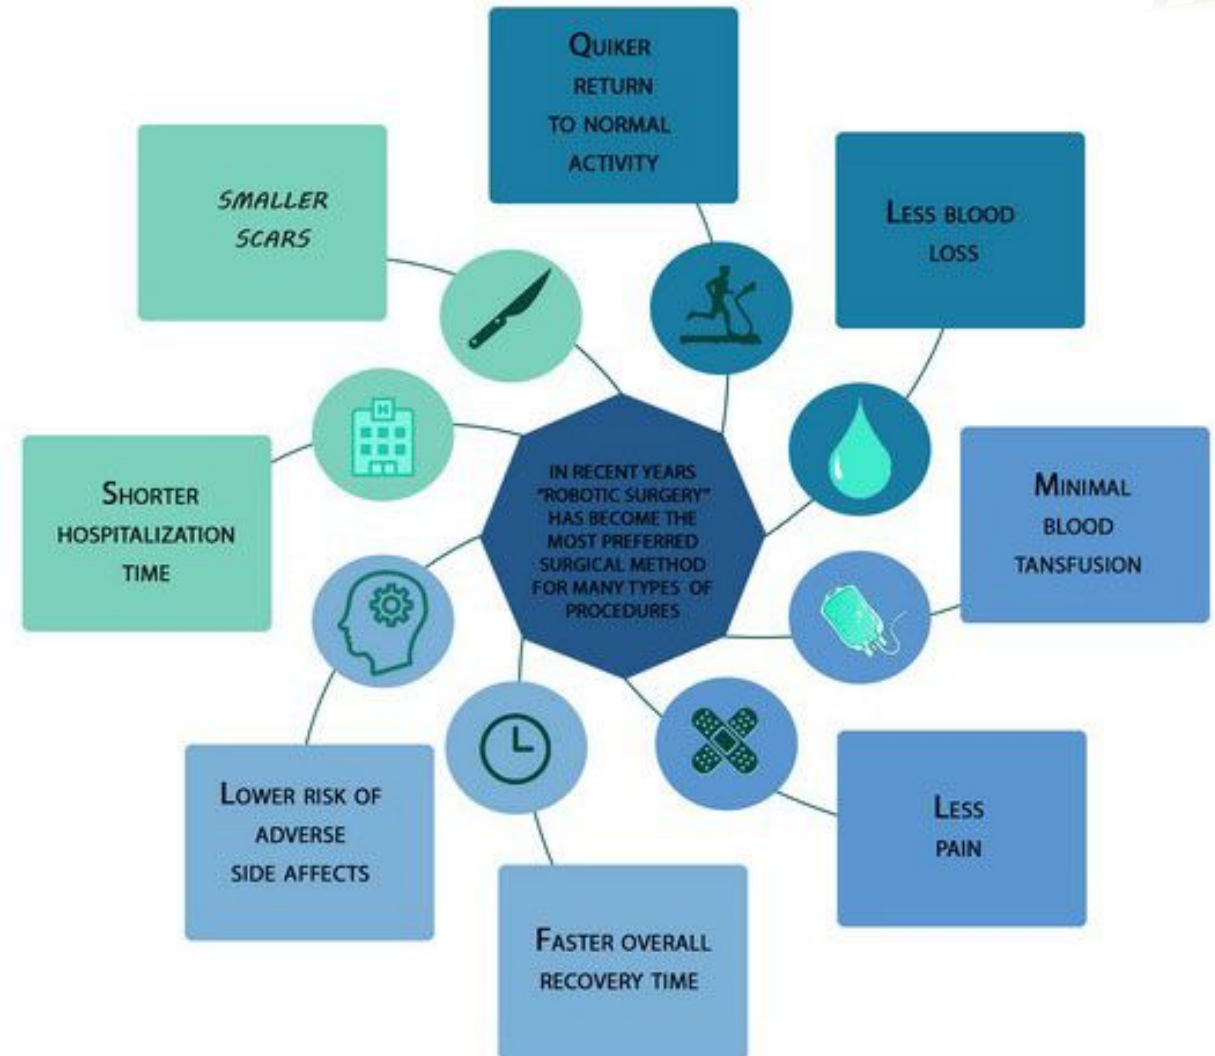 QUIKER
RETURN
TO NORMAL
ACTIVITY
SMALLER
SCARS
LESS BLOOD
LOSS
SHORTER
HOSPITALIZATION
TIME
IN RECENT YEARS
"ROBOTIC SURGERY"
HAS BECOME THE
MOST PREFERRED
SURGICAL METHOD
FOR MANY TYPES OF
PROCEDURES
MINIMAL
BLOOD
TANSFUSION
LOWER RISK OF
ADVERSE
SIDE AFFECTS
LESS
PAIN
FASTER OVERALL
RECOVERY TIME
H